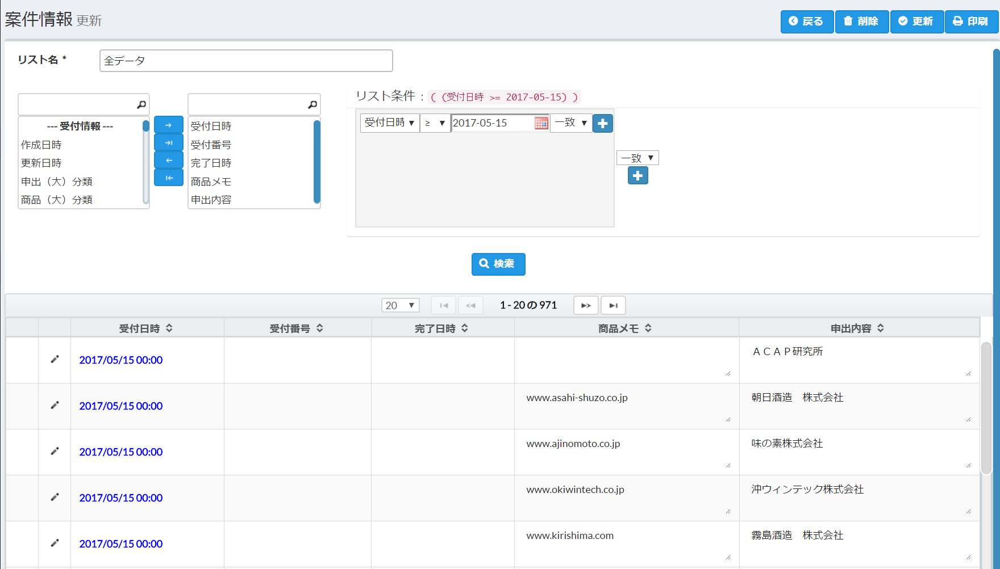 案件情報 更新
戻る 削除 更新 印刷
リスト名 *
全データ
--- 受付情報 ---
作成日時
更新日時
申出（大）分類
商品（大）分類
受付日時
受付番号
完了日時
商品メモ
申出内容
リスト条件 : ( (受付日時 >= 2017-05-15) )
受付日時 ≥ 2017-05-15 一致
一致
検索
20 1 - 20 の 971
受付日時 受付番号 完了日時 商品メモ 申出内容
2017/05/15 00:00 ＡＣＡＰ研究所
2017/05/15 00:00 www.asahi-shuzo.co.jp 朝日酒造　株式会社
2017/05/15 00:00 www.ajinomoto.co.jp 味の素株式会社
2017/05/15 00:00 www.okiwintech.co.jp 沖ウィンテック株式会社
2017/05/15 00:00 www.kirishima.com 霧島酒造　株式会社